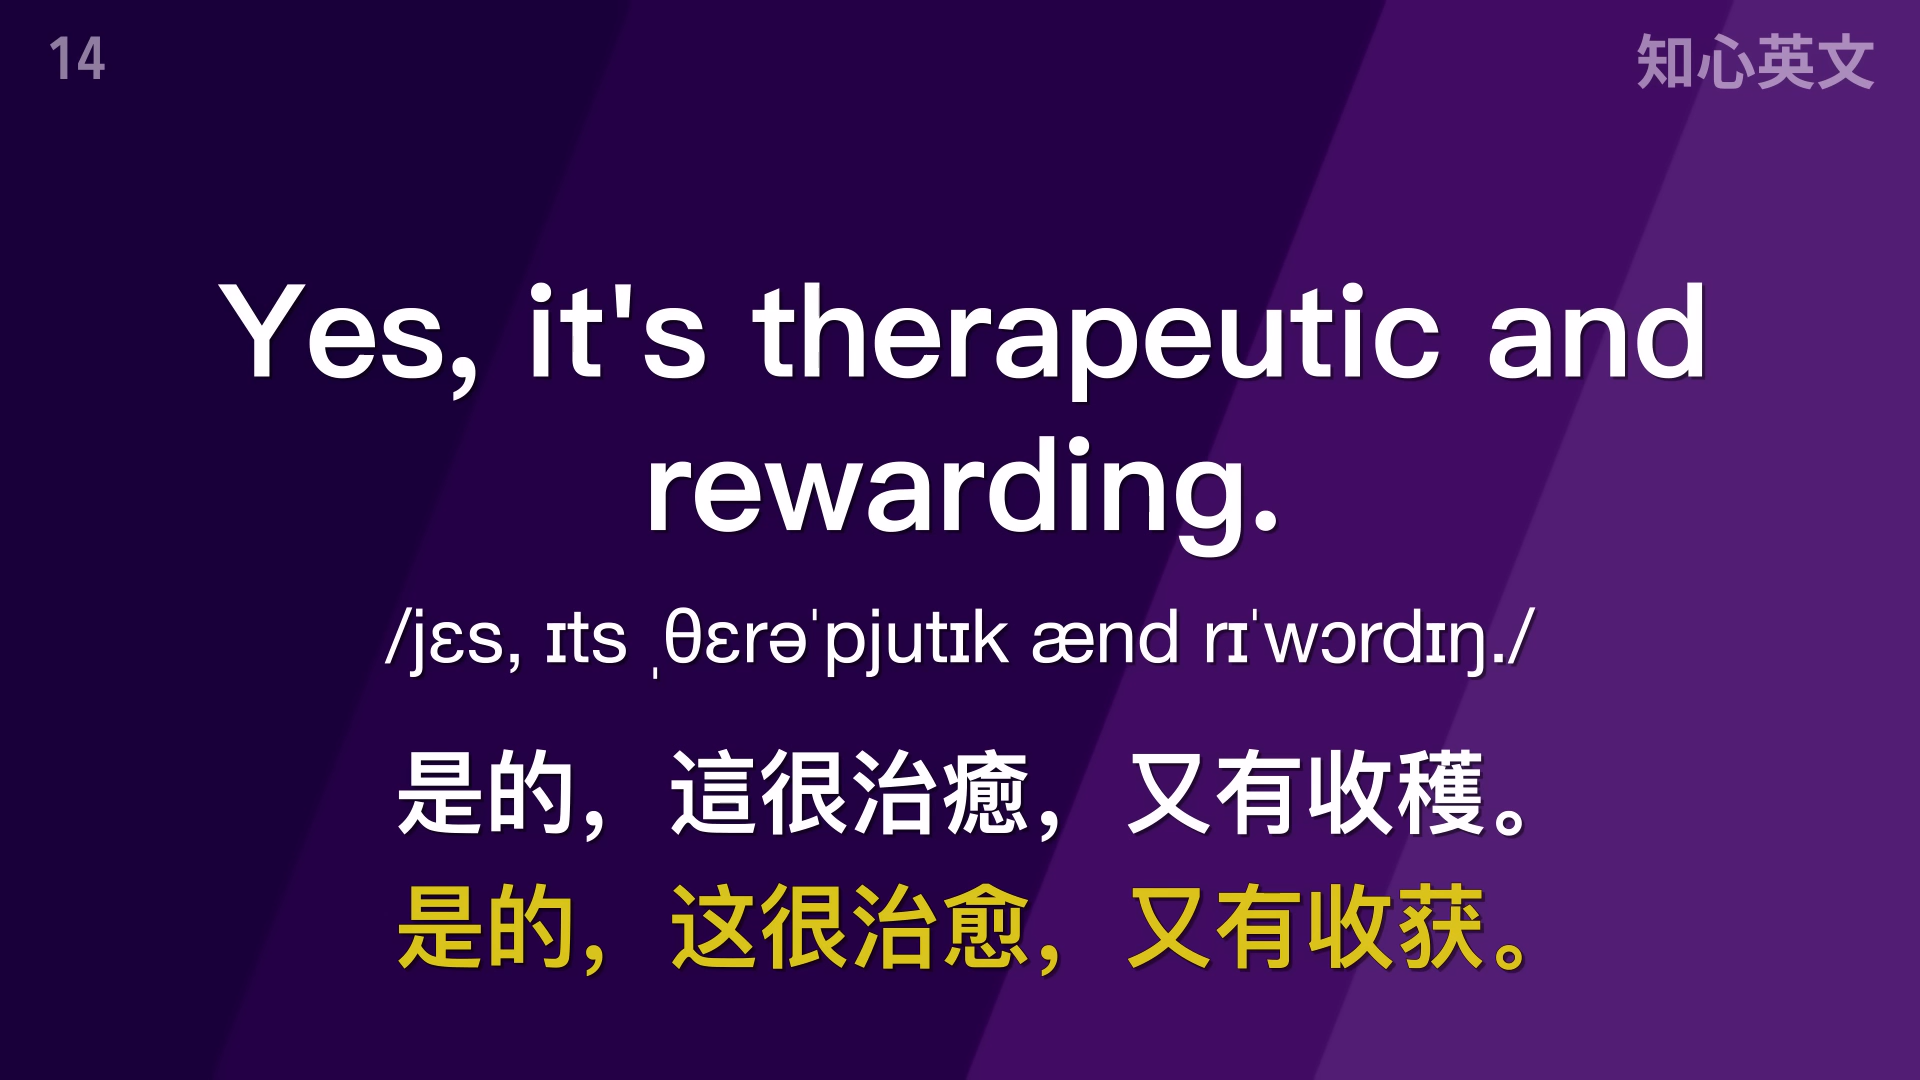 14
知心英文
Yes, it's therapeutic and
rewarding.
/jɛs, ɪts ˌθɛrəˈpjutɪk ænd rɪˈwɔrdɪŋ./
是的，這很治癒，又有收穫。
是的，这很治愈，又有收获。